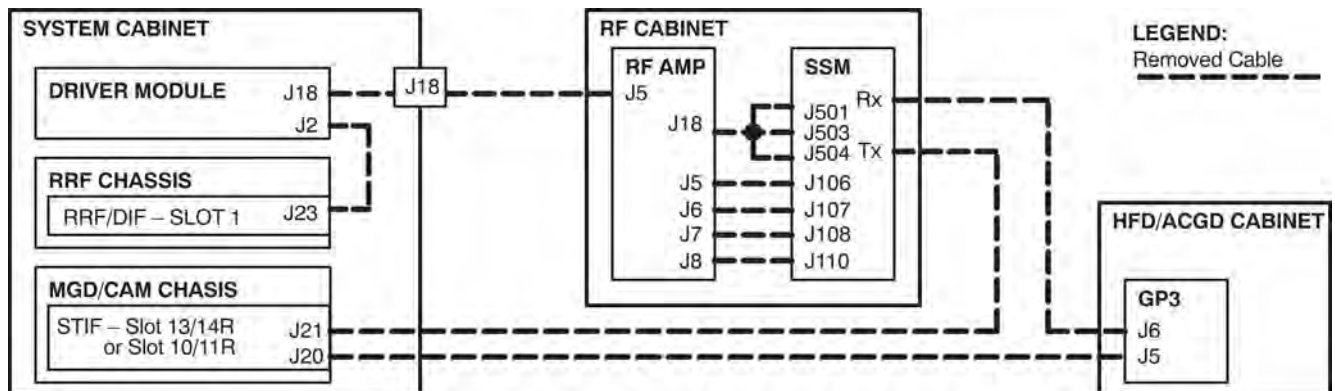 SYSTEM CABINET
DRIVER MODULE
J18
J2
J18
RRF CHASSIS
RRF/DIF – SLOT 1
J23
MGD/CAM CHASIS
STIF – Slot 13/14R
or Slot 10/11R
J21
J20
RF CABINET
RF AMP
J5
J18
J5
J6
J7
J8
SSM
Rx
J501
J503
J504
Tx
J106
J107
J108
J110
LEGEND:
Removed Cable
HFD/ACGD CABINET
GP3
J6
J5